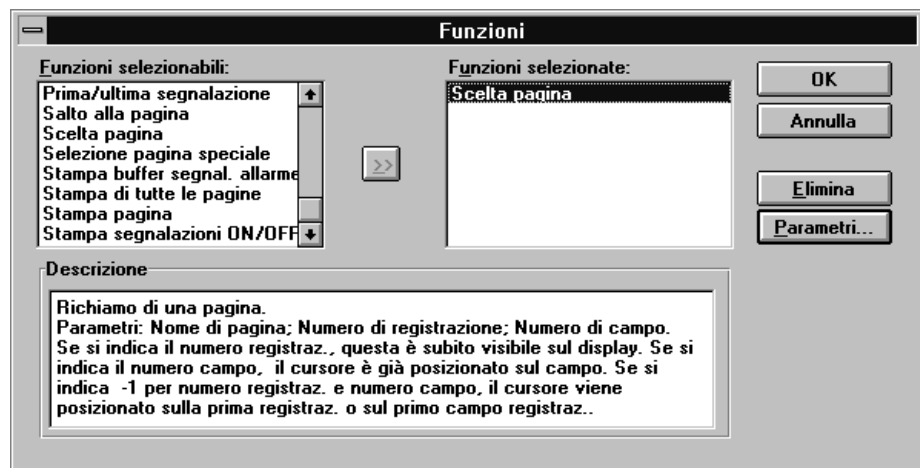 Funzioni
Funzioni selezionabili:
Prima/ultima segnalazione
Salto alla pagina
Scelta pagina
Selezione pagina speciale
Stampa buffer segnal. allarme
Stampa di tutte le pagine
Stampa pagina
Stampa segnalazioni ON/OFF
>>
Funzioni selezionate:
Scelta pagina
OK
Annulla
Elimina
Parametri...
Descrizione
Richiamo di una pagina.
Parametri: Nome di pagina; Numero di registrazione; Numero di campo.
Se si indica il numero registraz., questa è subito visibile sul display. Se si
indica il numero campo, il cursore è già posizionato sul campo. Se si
indica -1 per numero registraz. e numero campo, il cursore viene
posizionato sulla prima registraz. o sul primo campo registraz..